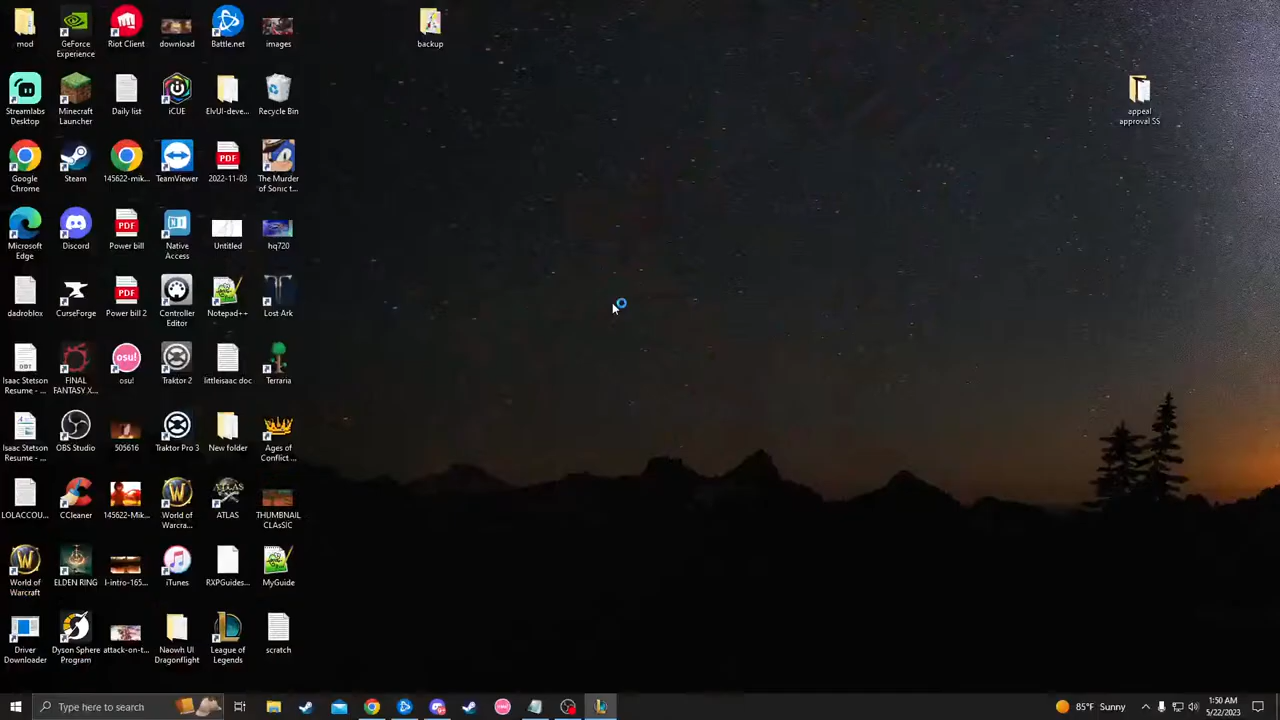 mod
GeForce
Experience
Riot Client
download
Battle.net
images
backup
Streamlabs
Desktop
Minecraft
Launcher
Daily list
iCUE
ElvUI-deve...
Recycle Bin
appeal
approval SS
Google
Chrome
Steam
145622-mik...
TeamViewer
PDF
2022-11-03
The Murder
of Sonic t...
Microsoft
Edge
Discord
PDF
Power bill
Native
Access
Untitled
hq720
dadroblox
CurseForge
PDF
Power bill 2
Controller
Editor
Notepad++
Lost Ark
ODT
Isaac Stetson
Resume - ...
FINAL
FANTASY X...
osu!
osu!
Traktor 2
littleisaac doc
Terraria
Isaac Stetson
Resume - ...
OBS Studio
505616
Traktor Pro 3
New folder
Ages of
Conflict ...
LOLACCOU...
CCleaner
145622-Mik...
World of
Warcra...
ATLAS
ATLAS
THUMBNAIL
CLAsSIC
World of
Warcraft
ELDEN RING
l-intro-165...
iTunes
RXPGuides...
MyGuide
Driver
Downloader
Dyson Sphere
Program
attack-on-t...
Naowh UI
Dragonflight
League of
Legends
scratch
Type here to search
85°F Sunny
1:50 AM
5/22/2023